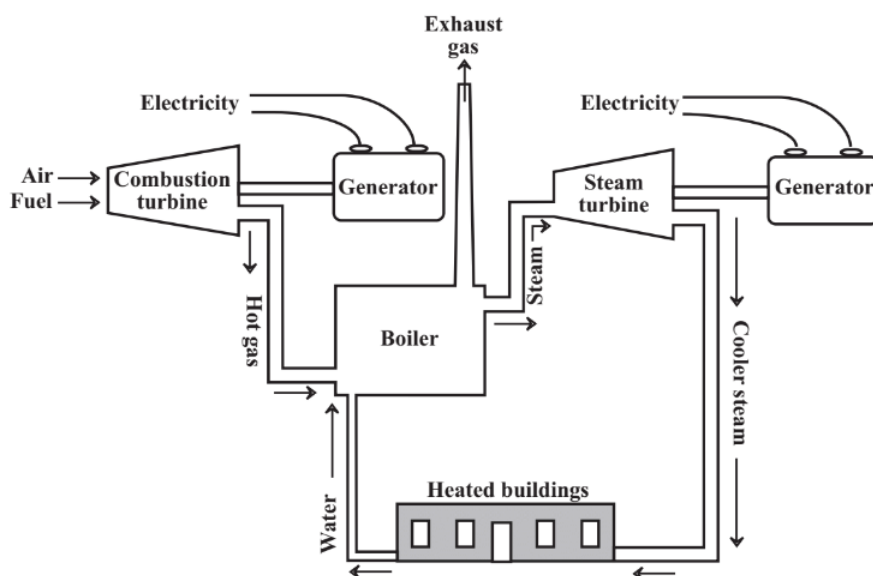 Exhaust
gas
Electricity
Electricity
Air
Fuel
Combustion
turbine
Generator
Steam
turbine
Generator
Steam
Hot gas
Boiler
Cooler steam
Water
Heated buildings